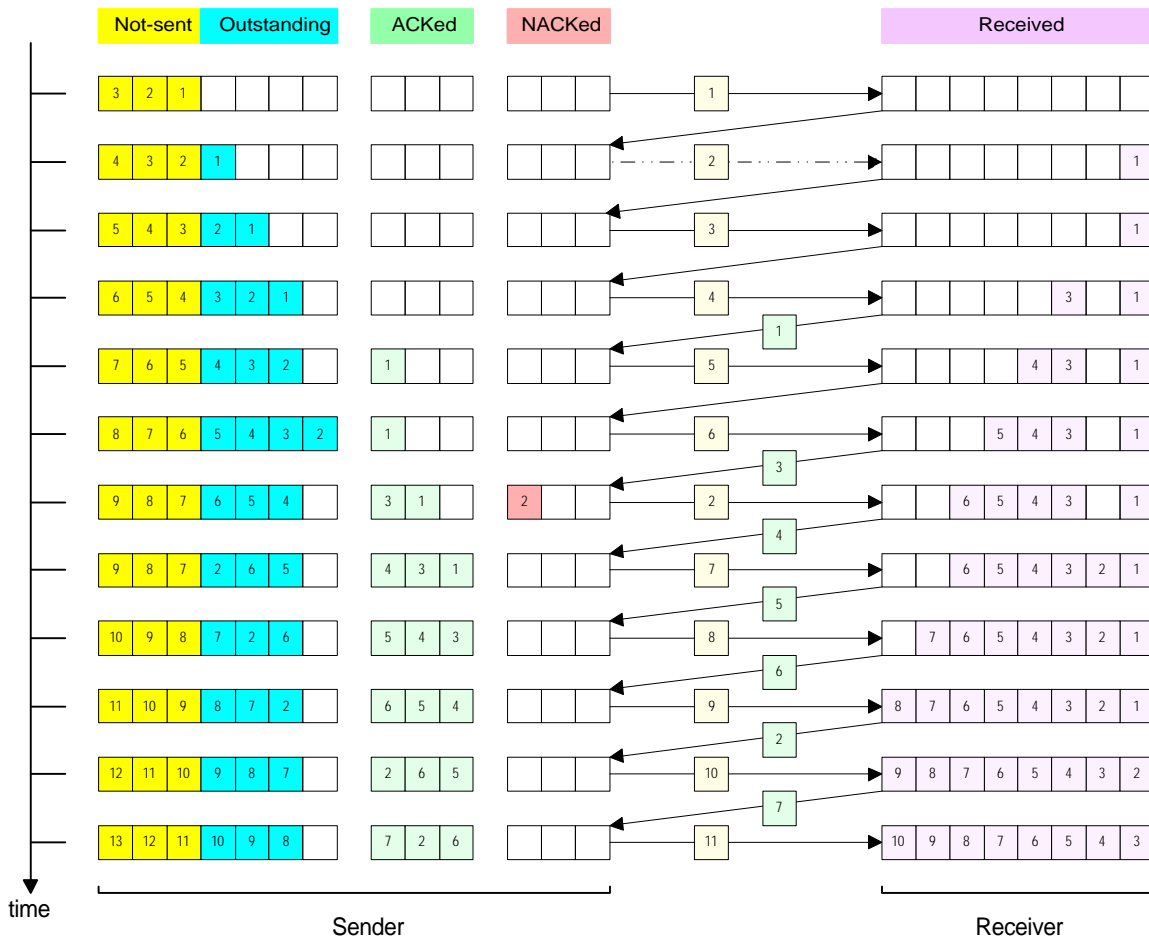 Not-sent Outstanding ACKed NACKed Received
3 2 1 1
4 3 2 1 2 1
5 4 3 2 1 3 1
6 5 4 3 2 1 4 3 1
1
7 6 5 4 3 2 1 5 4 3 1
8 7 6 5 4 3 2 1 6 5 4 3 1
3
9 8 7 6 5 4 3 1 2 2 6 5 4 3 1
4
9 8 7 2 6 5 4 3 1 7 6 5 4 3 2 1
5
10 9 8 7 2 6 5 4 3 8 7 6 5 4 3 2 1
6
11 10 9 8 7 2 6 5 4 9 8 7 6 5 4 3 2 1
2
12 11 10 9 8 7 2 6 5 10 9 8 7 6 5 4 3 2
7
13 12 11 10 9 8 7 2 6 11 10 9 8 7 6 5 4 3
time
Sender Receiver